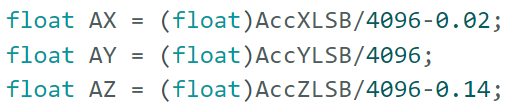 float AX = (float)AccXLSB/4096-0.02;
float AY = (float)AccYLSB/4096;
float AZ = (float)AccZLSB/4096-0.14;